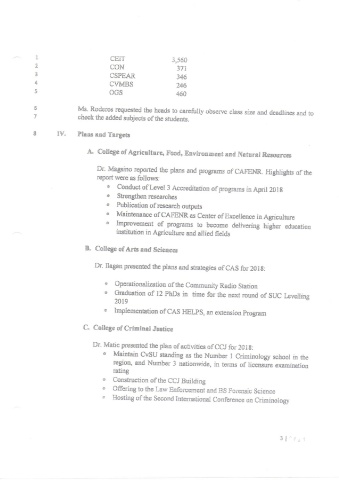 1 CEIT 3,360
2 CON 371
3 CSPEAR 346
4 CVMBS 246
5 OGS 460
6 Ms. Rodcros requested the heads to carefully observe class size and deadlines and to
7 check the added subjects of the students.
8 IV. Plans and Targets
A. College of Agriculture, Food, Environment and Natural Resources
Dr. Magsino reported the plans and programs of CAFENR. Highlights of the
report were as follows:
Conduct of Level 3 Accreditation of programs in April 2018
Strengthen researches
Publication of research outputs
Maintenance of CAFENR as Center of Excellence in Agriculture
Improvement of programs to become delivering higher education
institution in Agriculture and allied fields
B. College of Arts and Sciences
Dr. Ilagan presented the plans and strategies of CAS for 2018:
Operationalization of the Community Radio Station
Graduation of 12 PhDs in time for the next round of SUC Levelling
2019
Implementation of CAS HELPS, an extension Program
C. College of Criminal Justice
Dr. Matic presented the plan of activities of CCJ for 2018:
Maintain CvSU standing as the Number 1 Criminology school in the
region, and Number 3 nationwide, in terms of licensure examination
rating
Construction of the CCJ Building
Offering to the Law Enforcement and BS Forensic Science
Hosting of the Second International Conference on Criminology